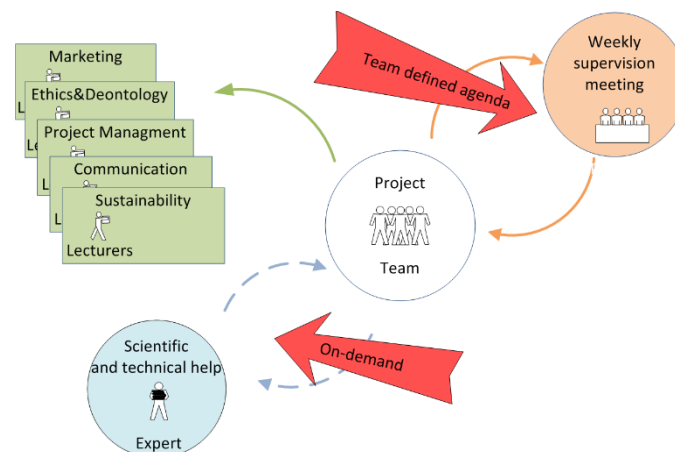 Marketing
L
Ethics&Deontology
Le
Project Managment
L
Communication
L
Sustainability
Lecturers
Team defined agenda
Weekly
supervision
meeting
Project
Team
On-demand
Scientific
and technical help
Expert